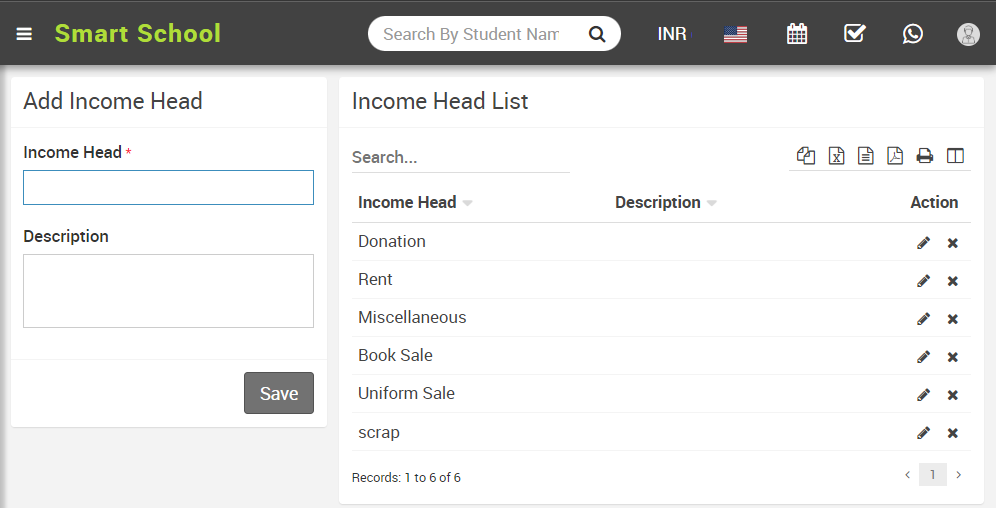 Smart School
Search By Student Nam
INR
Add Income Head
Income Head *
Description
Save
Income Head List
Search...
Income Head Description Action
Donation
Rent
Miscellaneous
Book Sale
Uniform Sale
scrap
Records: 1 to 6 of 6
1